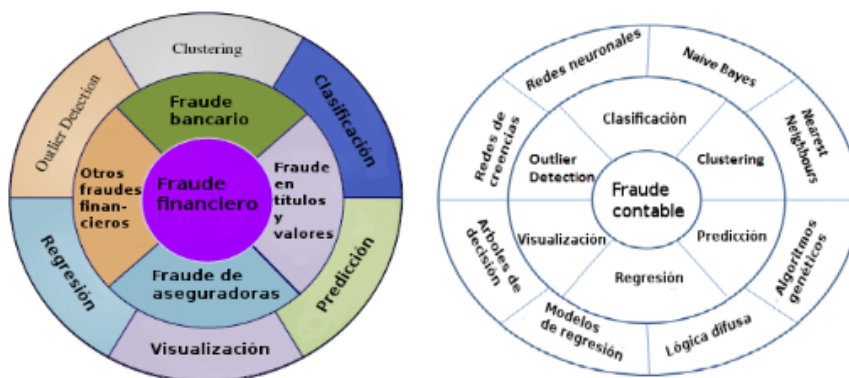 Clustering
Clasificación
Predicción
Visualización
Regresión
Outlier Detection
Fraude
bancario
Fraude
en
títulos
y
valores
Fraude de
aseguradoras
Otros
fraudes
finan-
cieros
Fraude
financiero
Redes neuronales
Naive Bayes
Nearest
Neighbours
Algoritmos
genéticos
Lógica difusa
Modelos
de regresión
Arboles de
decisión
Redes de
creencias
Clasificación
Clustering
Predicción
Regresión
Visualización
Outlier
Detection
Fraude
contable